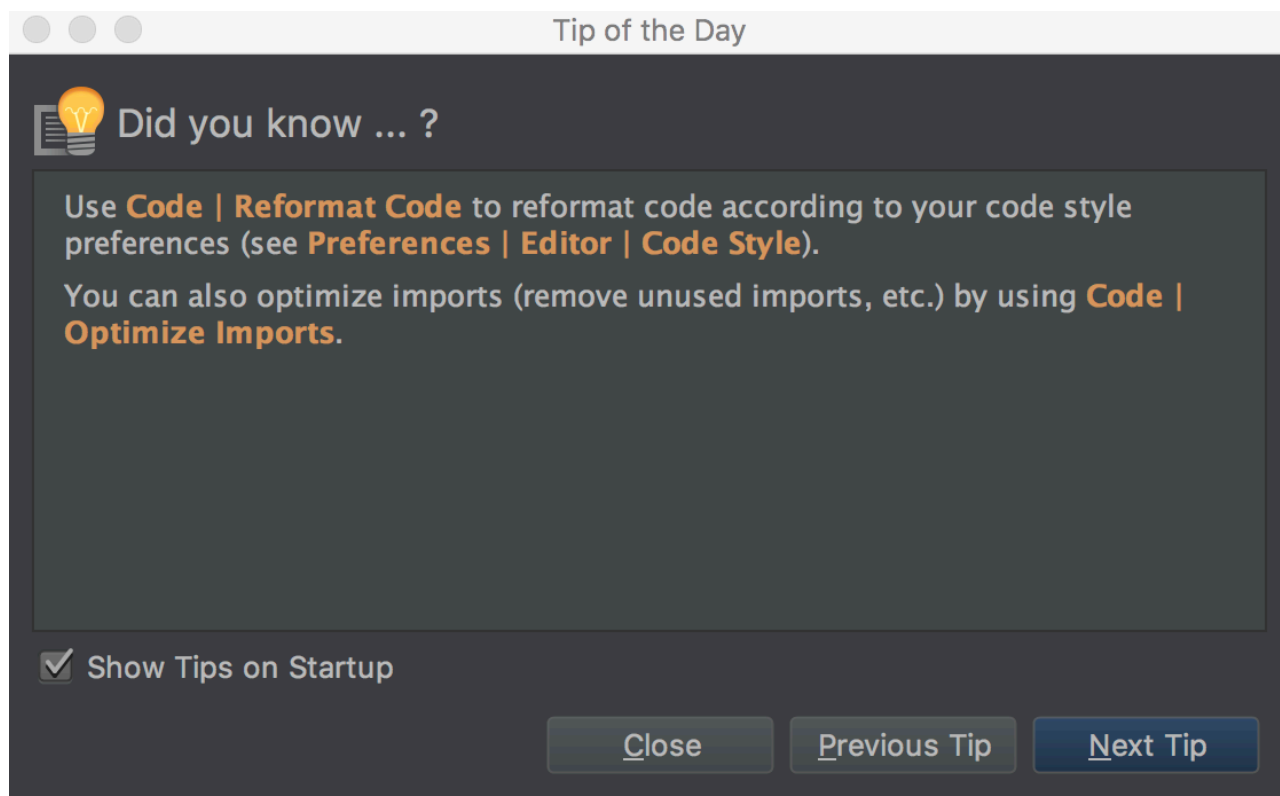 Tip of the Day
Did you know ... ?
Use Code | Reformat Code to reformat code according to your code style
preferences (see Preferences | Editor | Code Style).
You can also optimize imports (remove unused imports, etc.) by using Code |
Optimize Imports.
Show Tips on Startup
Close
Previous Tip
Next Tip